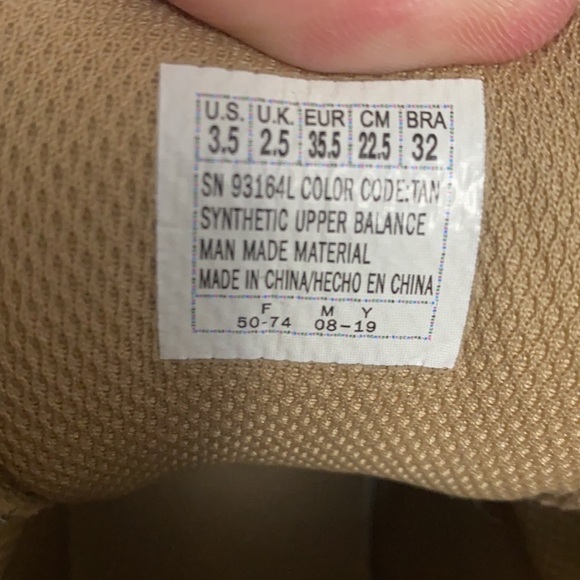 U.S. U.K. EUR CM BRA
3.5 2.5 35.5 22.5 32
SN 93164L COLOR CODE:TAN
SYNTHETIC UPPER BALANCE
MAN MADE MATERIAL
MADE IN CHINA/HECHO EN CHINA
F M Y
50-74 08-19